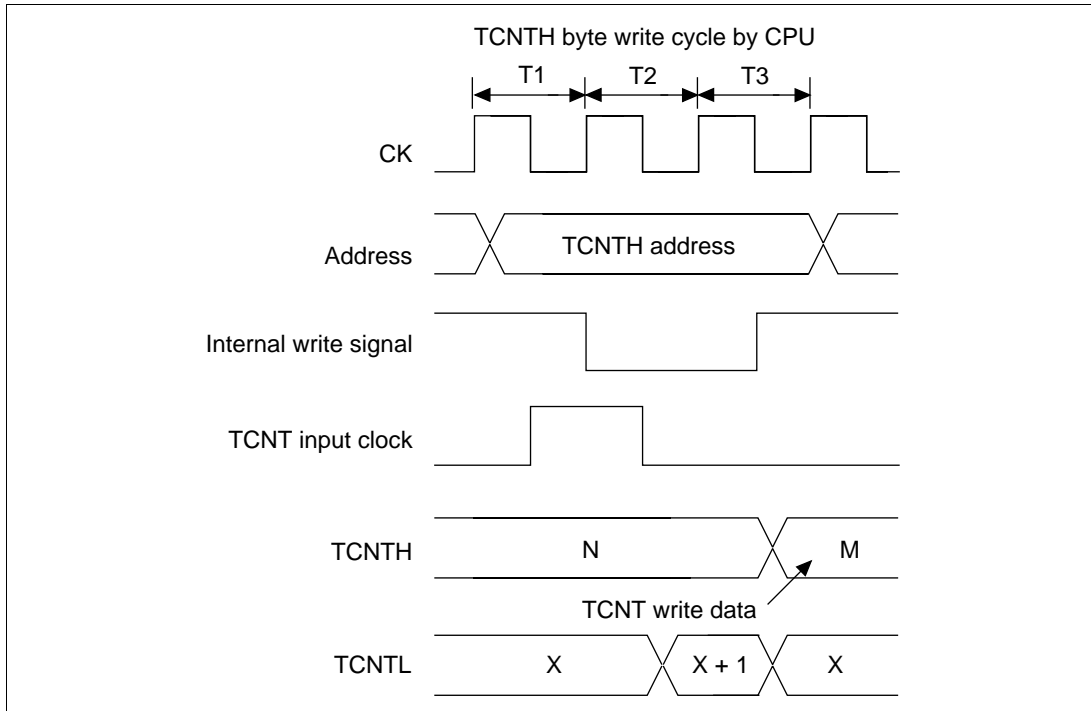 TCNTH byte write cycle by CPU
T1 T2 T3
CK
Address
TCNTH address
Internal write signal
TCNT input clock
TCNTH
N
M
TCNT write data
TCNTL
X
X + 1
X